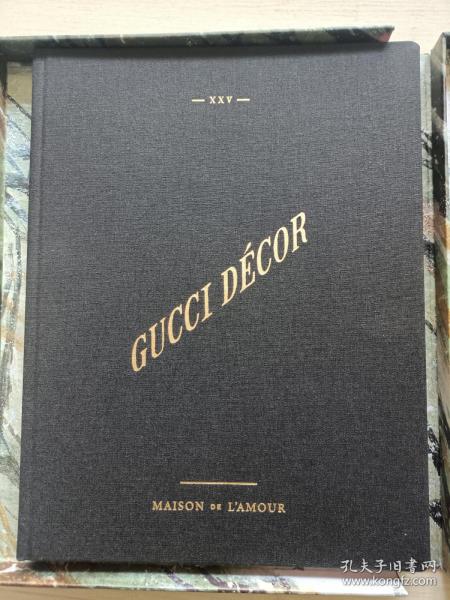 — XXV —
GUCCI DÉCOR
MAISON DE L'AMOUR
孔夫子旧书网
www.kongfz.com